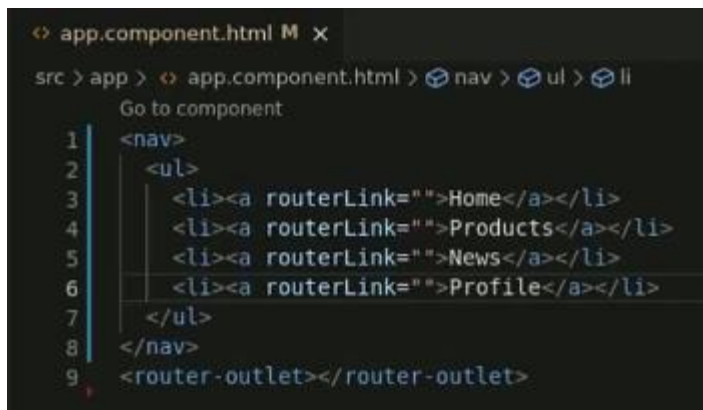 app.component.html M ×
src > app > app.component.html > nav > ul > li
Go to component
1 <nav>
2 <ul>
3 <li><a routerLink="">Home</a></li>
4 <li><a routerLink="">Products</a></li>
5 <li><a routerLink="">News</a></li>
6 <li><a routerLink="">Profile</a></li>
7 </ul>
8 </nav>
9 <router-outlet></router-outlet>